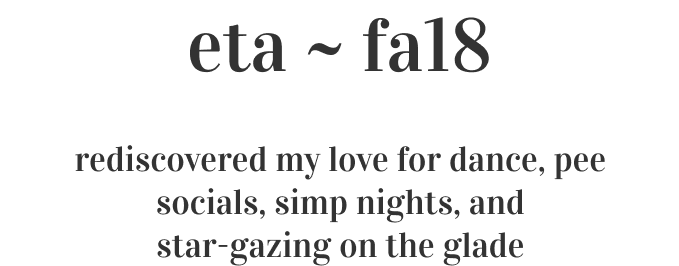 eta ~ fa18
rediscovered my love for dance, pee
socials, simp nights, and
star-gazing on the glade